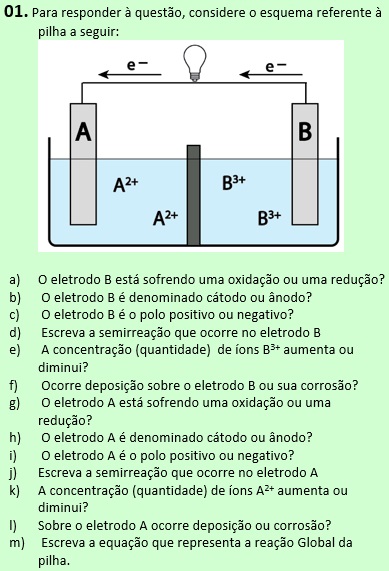 01. Para responder à questão, considere o esquema referente à
pilha a seguir:
e− e−
A B
A²⁺ B³⁺
A²⁺ B³⁺
a) O eletrodo B está sofrendo uma oxidação ou uma redução?
b) O eletrodo B é denominado cátodo ou ânodo?
c) O eletrodo B é o polo positivo ou negativo?
d) Escreva a semirreação que ocorre no eletrodo B
e) A concentração (quantidade) de íons B³⁺ aumenta ou
diminui?
f) Ocorre deposição sobre o eletrodo B ou sua corrosão?
g) O eletrodo A está sofrendo uma oxidação ou uma
redução?
h) O eletrodo A é denominado cátodo ou ânodo?
i) O eletrodo A é o polo positivo ou negativo?
j) Escreva a semirreação que ocorre no eletrodo A
k) A concentração (quantidade) de íons A²⁺ aumenta ou
diminui?
l) Sobre o eletrodo A ocorre deposição ou corrosão?
m) Escreva a equação que representa a reação Global da
pilha.